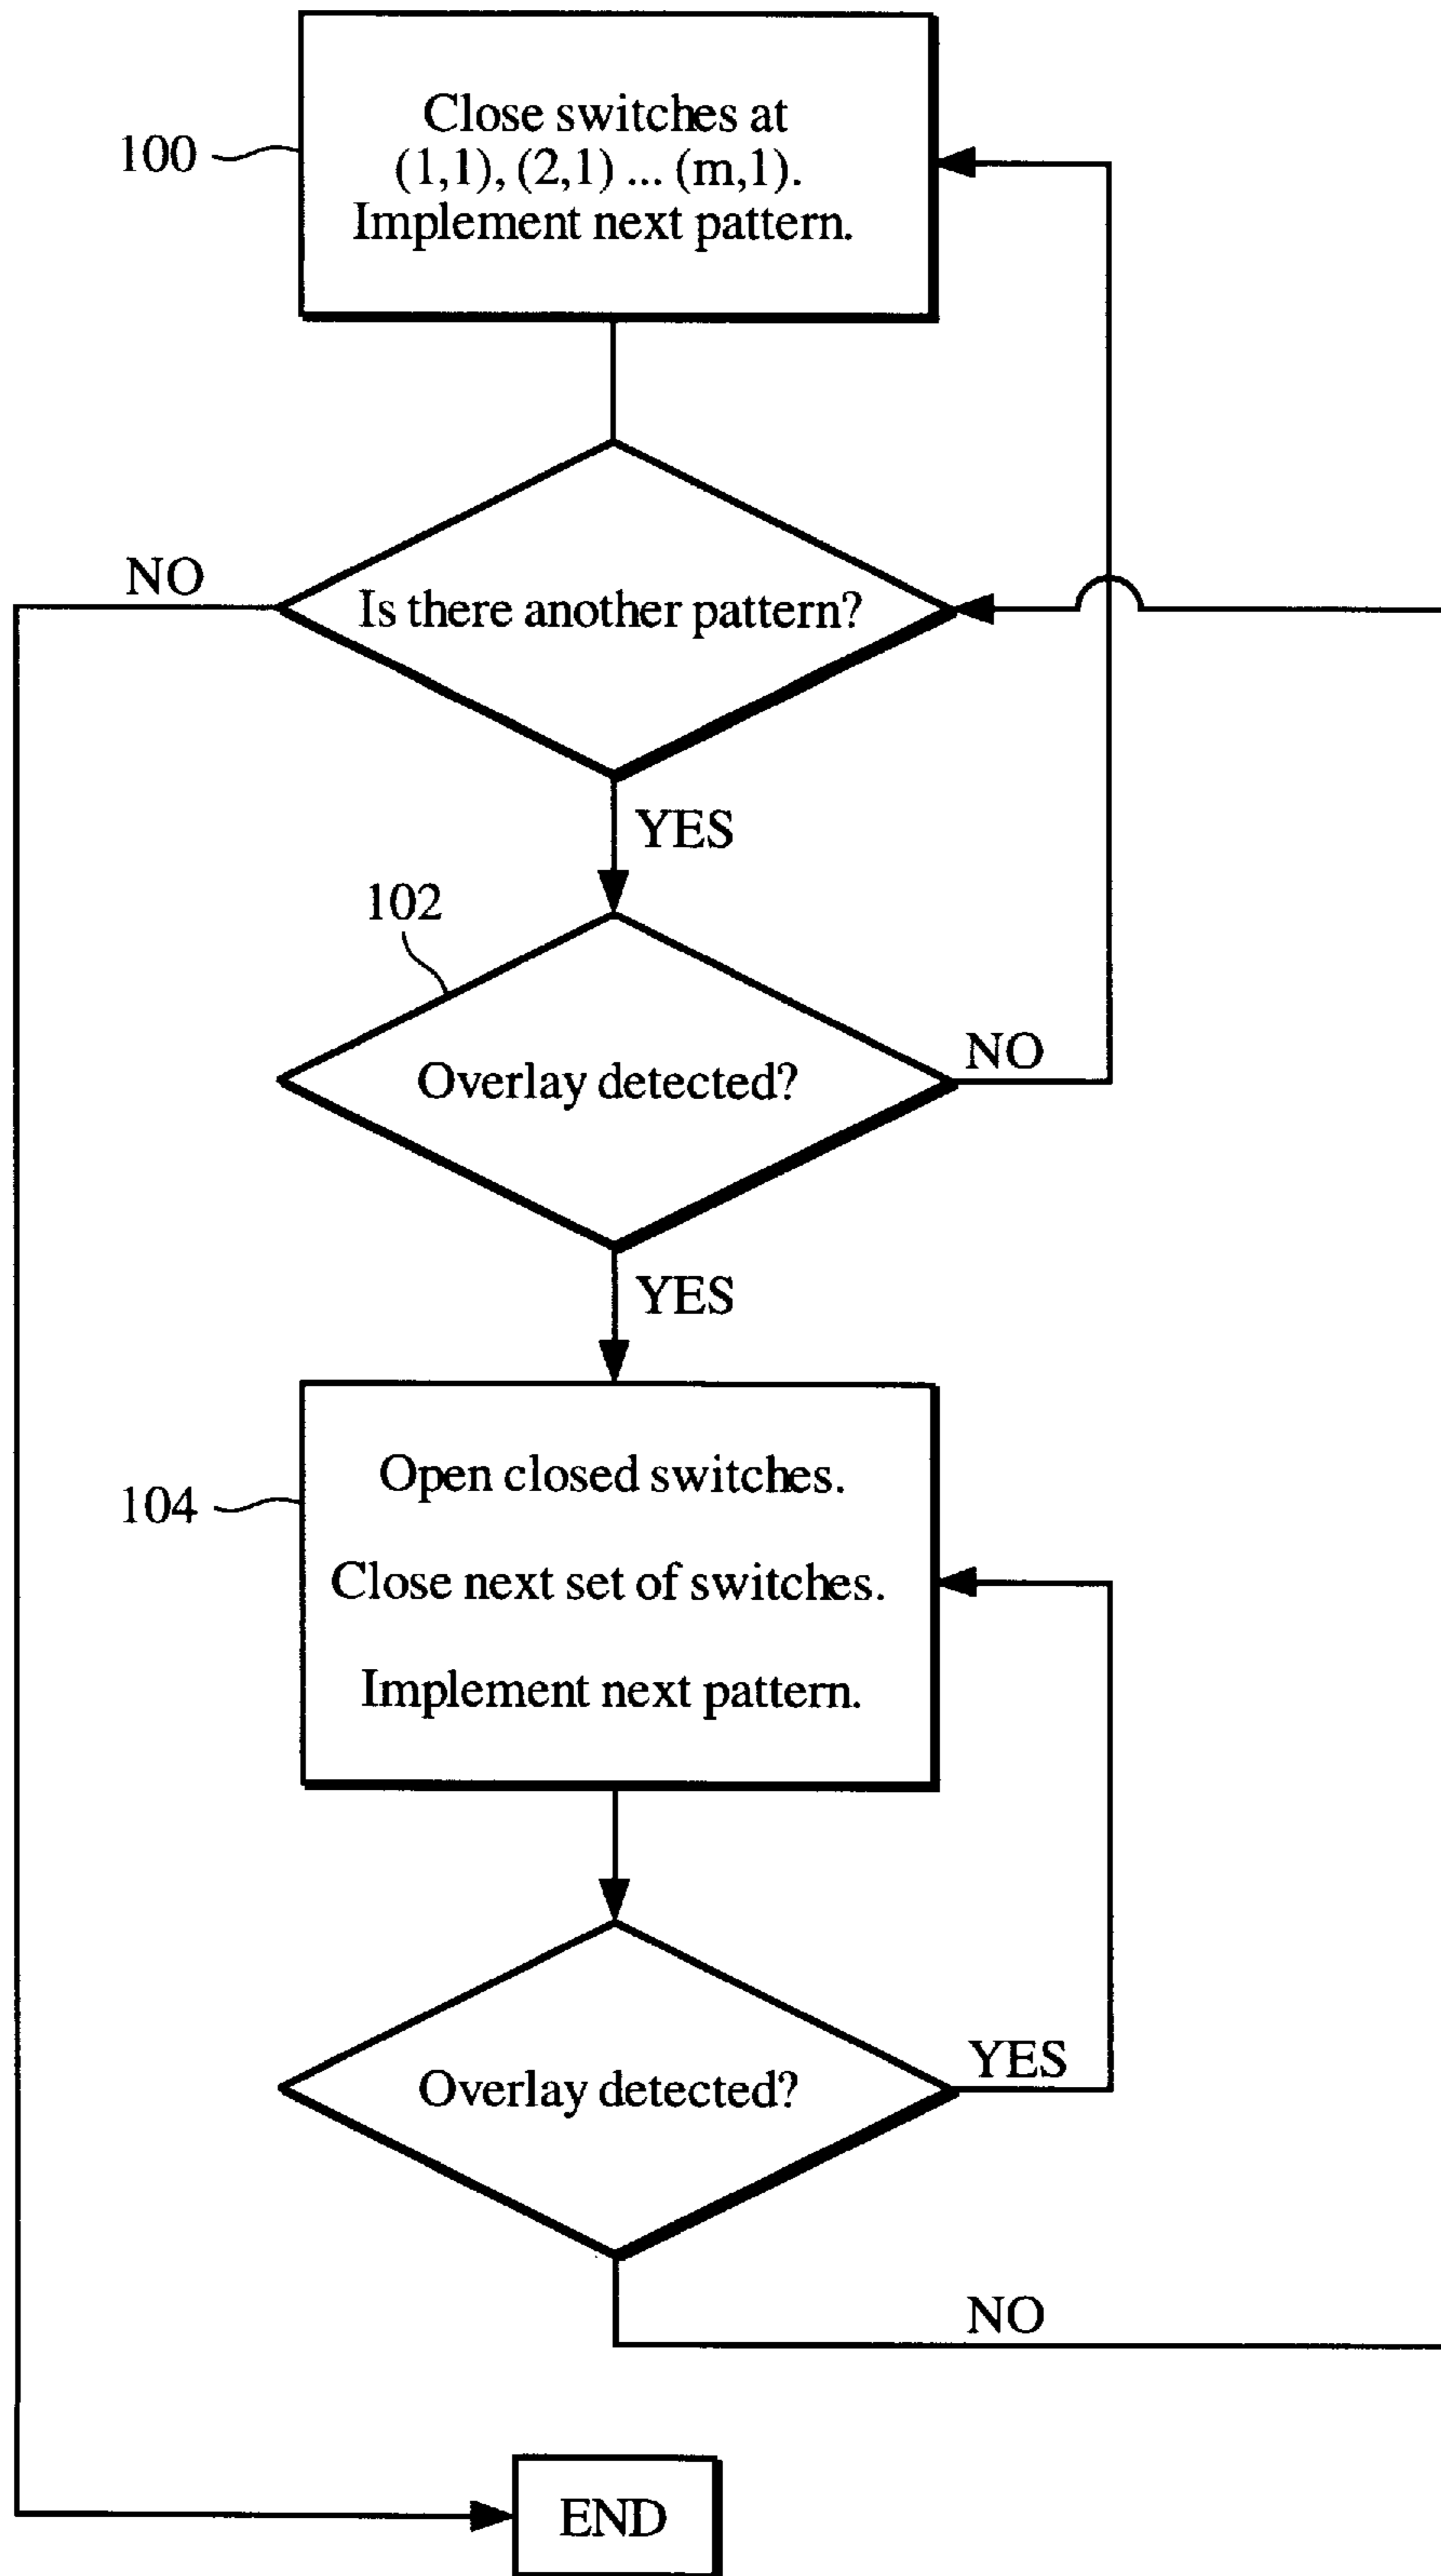 Close switches at
(1,1), (2,1) ... (m,1).
Implement next pattern.
100
NO
Is there another pattern?
YES
102
Overlay detected?
NO
YES
104
Open closed switches.
Close next set of switches.
Implement next pattern.
Overlay detected?
YES
NO
END